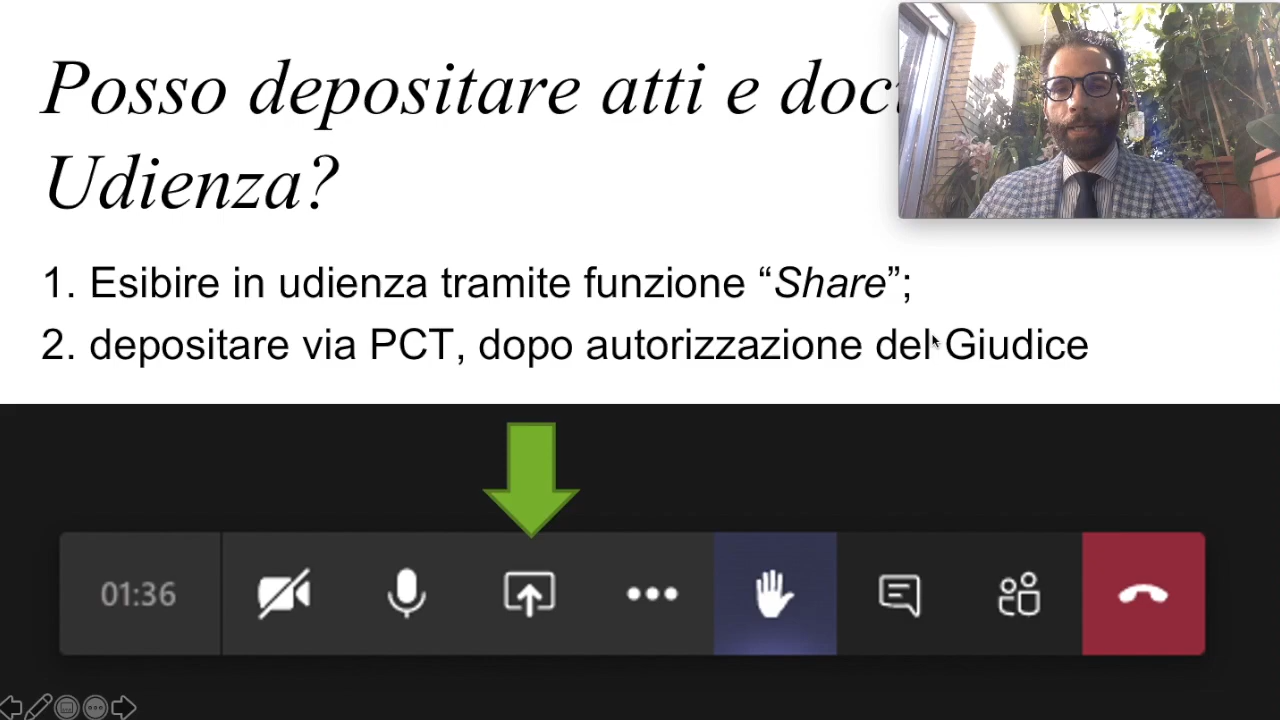 Posso depositare atti e doc
Udienza?
1. Esibire in udienza tramite funzione “Share”;
2. depositare via PCT, dopo autorizzazione del Giudice
01:36